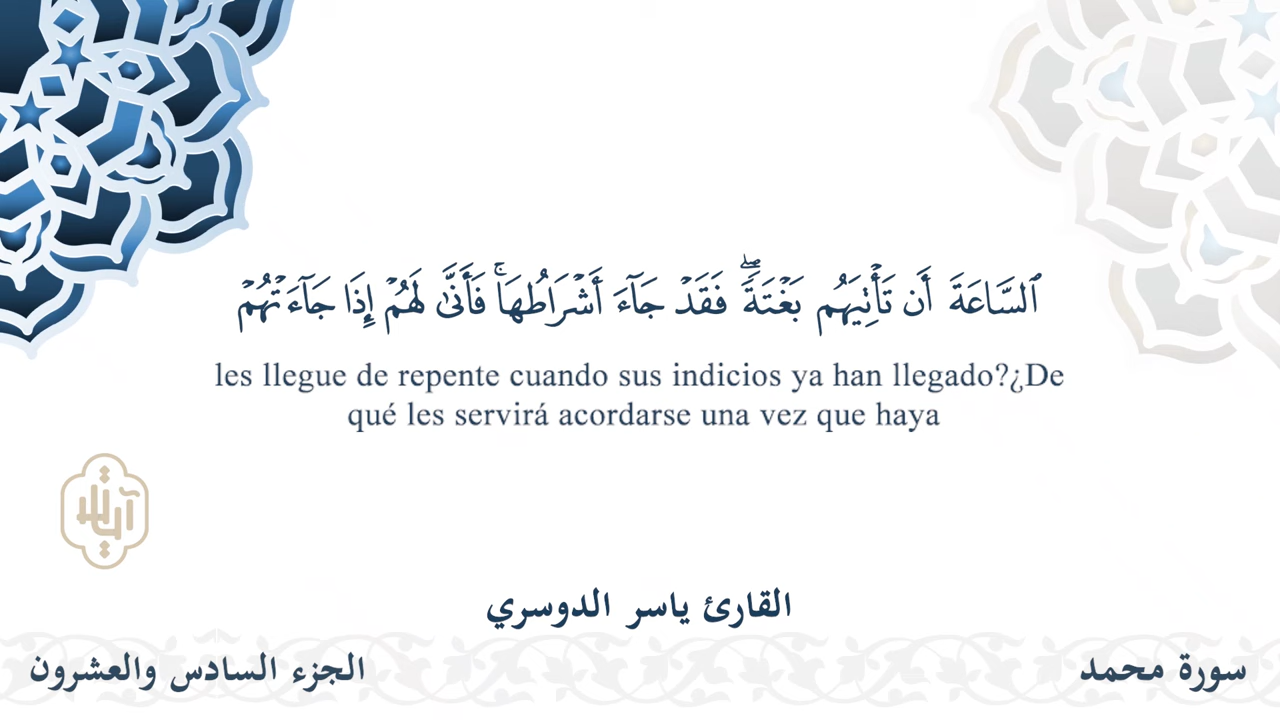 ٱلسَّاعَةَ أَن تَأْتِيَهُم بَغْتَةًۖ فَقَدْ جَآءَ أَشْرَاطُهَاۚ فَأَنَّىٰ لَهُمْ إِذَا جَآءَتْهُمْ
les llegue de repente cuando sus indicios ya han llegado?¿De
qué les servirá acordarse una vez que haya
القارئ ياسر الدوسري
سورة محمد
الجزء السادس والعشرون